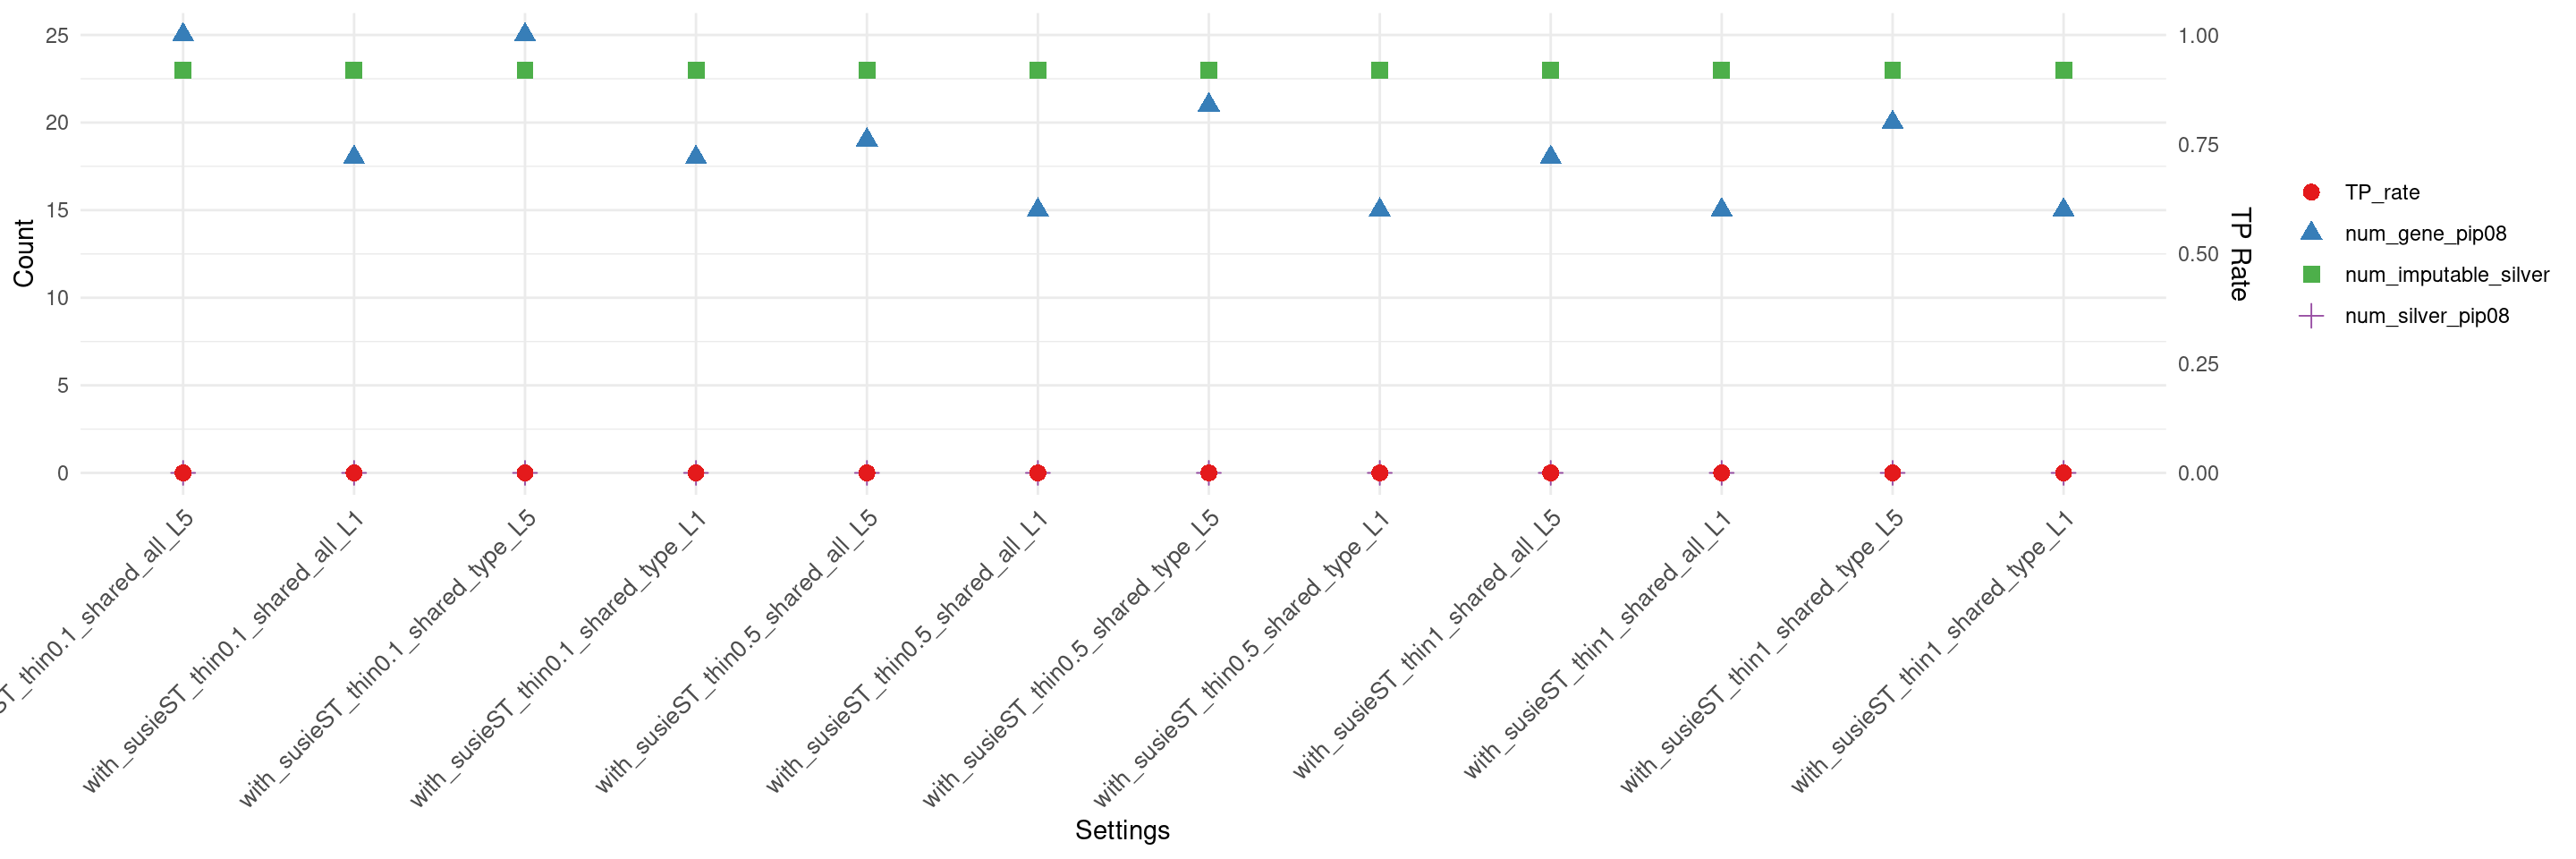 25
20
15
10
5
0
Count
1.00
0.75
0.50
0.25
0.00
TP Rate
TP_rate
num_gene_pip08
num_imputable_silver
num_silver_pip08
ST_thin0.1_shared_all_L5
with_susieST_thin0.1_shared_all_L1
with_susieST_thin0.1_shared_type_L5
with_susieST_thin0.1_shared_type_L1
with_susieST_thin0.5_shared_all_L5
with_susieST_thin0.5_shared_all_L1
with_susieST_thin0.5_shared_type_L5
with_susieST_thin0.5_shared_type_L1
with_susieST_thin1_shared_all_L5
with_susieST_thin1_shared_all_L1
with_susieST_thin1_shared_type_L5
with_susieST_thin1_shared_type_L1
Settings